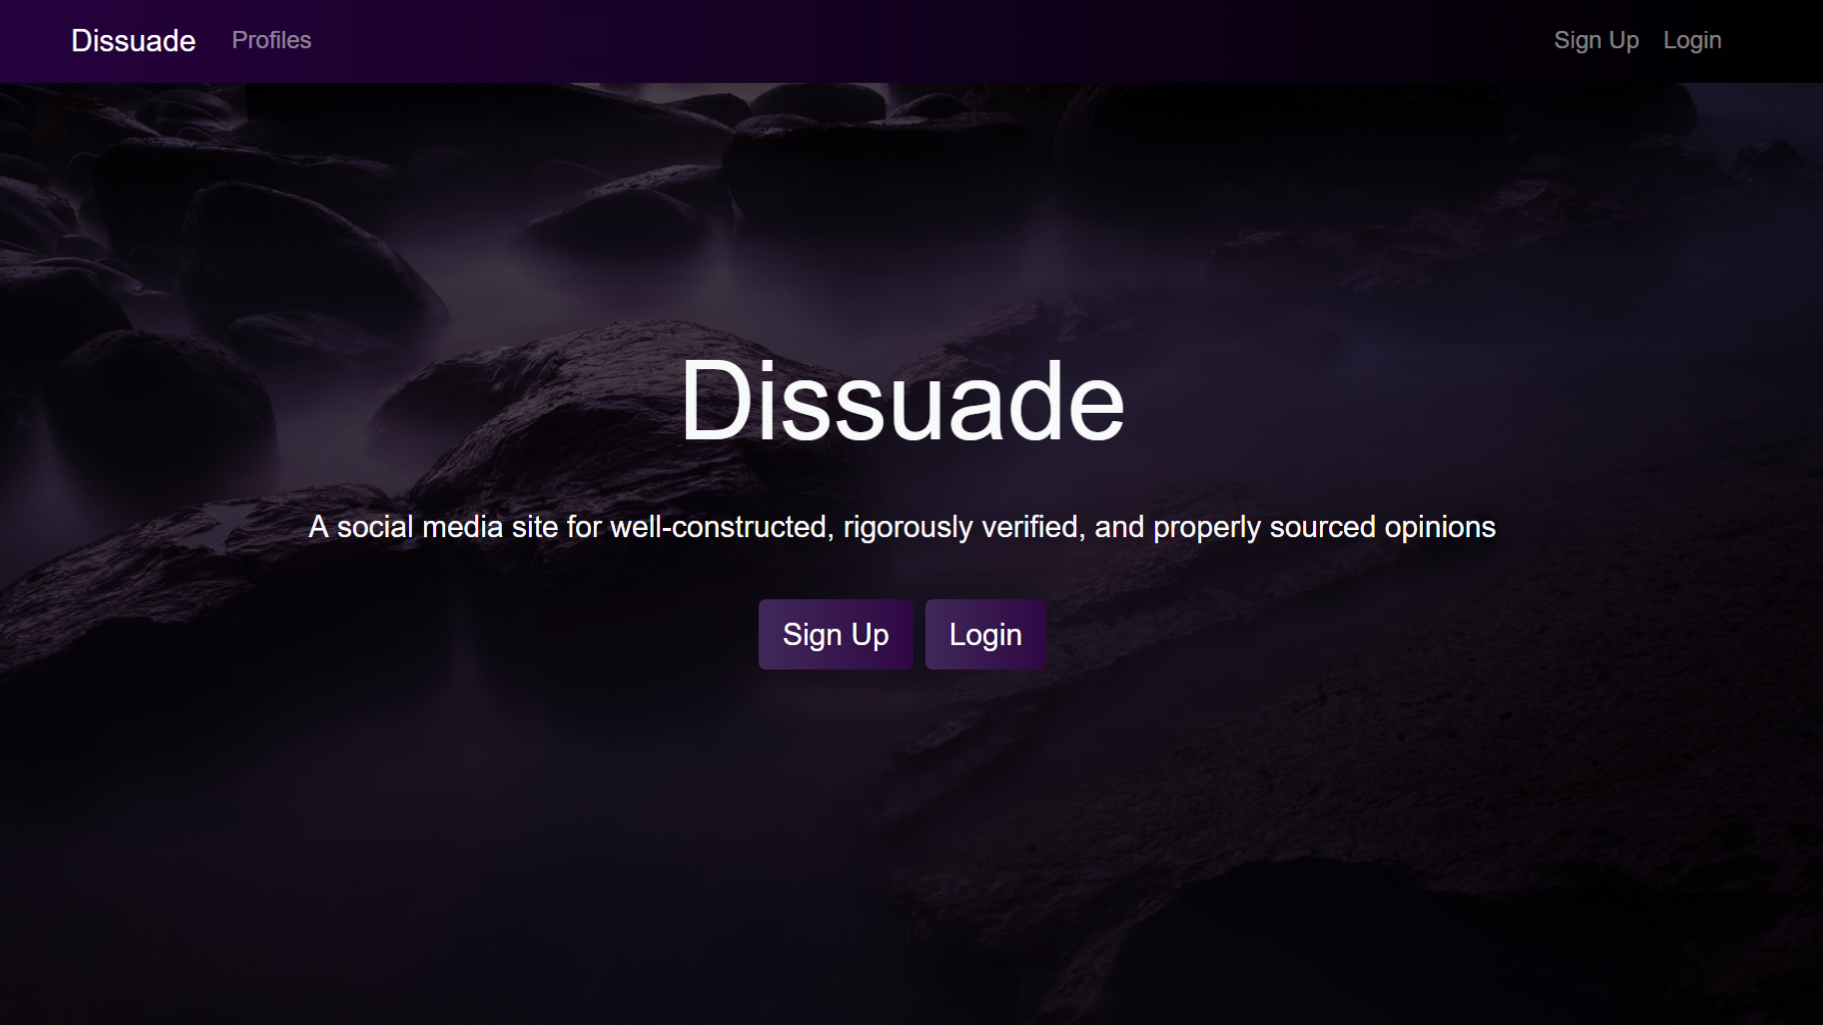 Dissuade Profiles Sign Up Login
Dissuade
A social media site for well-constructed, rigorously verified, and properly sourced opinions
Sign Up Login